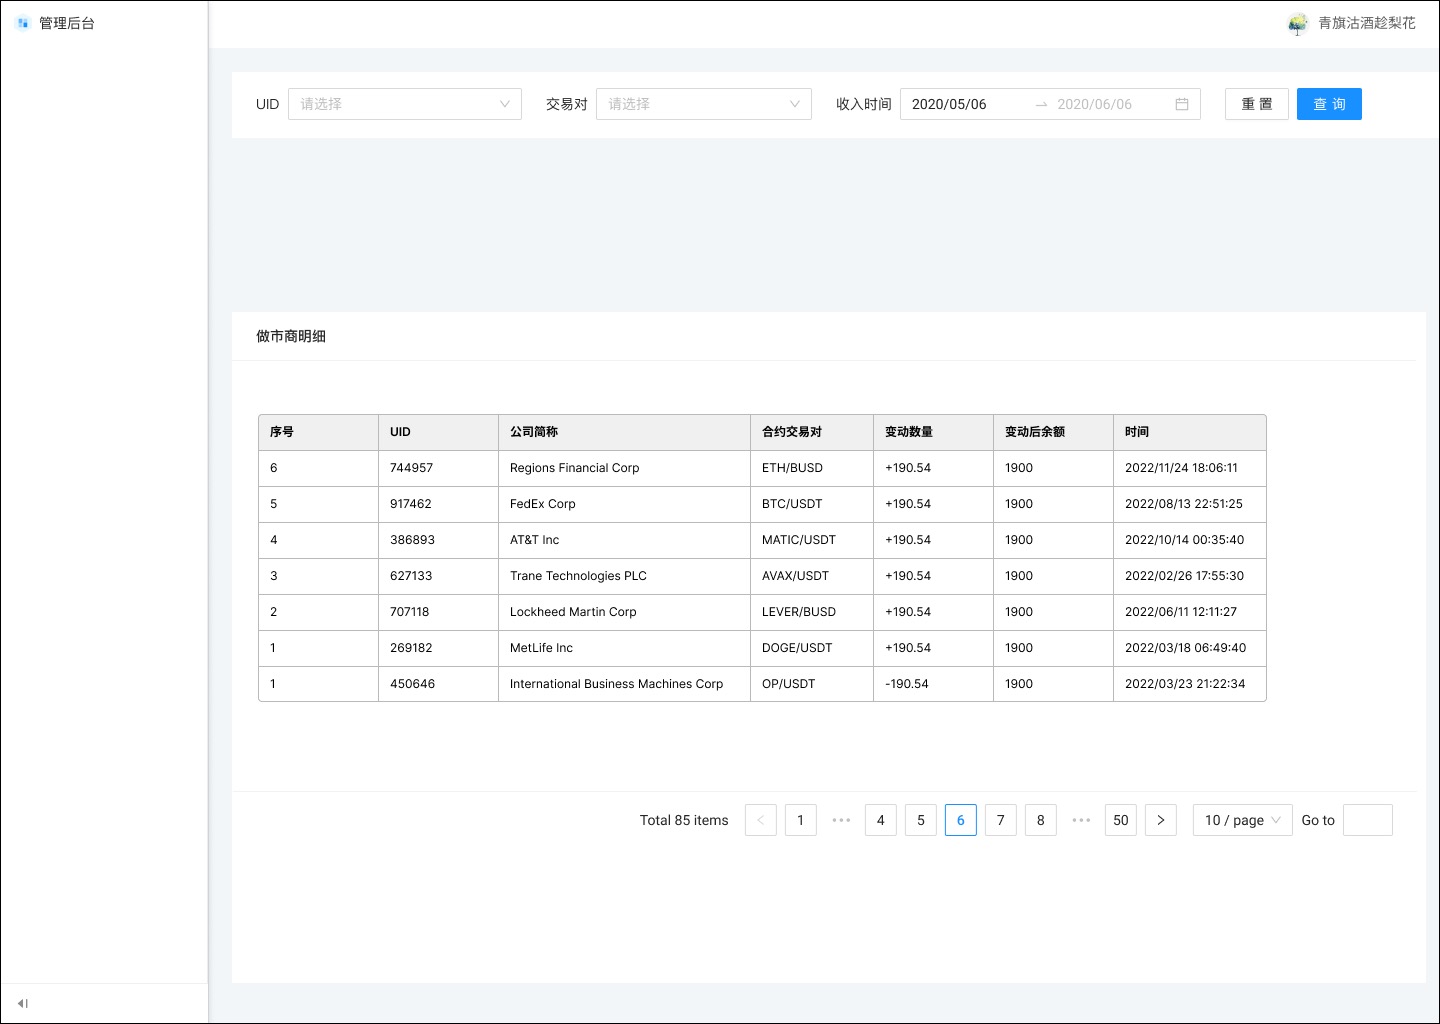 管理后台
青旗沽酒趁梨花
UID 请选择 交易对 请选择 收入时间 2020/05/06 → 2020/06/06 重 置 查 询
做市商明细
序号 UID 公司简称 合约交易对 变动数量 变动后余额 时间
6 744957 Regions Financial Corp ETH/BUSD +190.54 1900 2022/11/24 18:06:11
5 917462 FedEx Corp BTC/USDT +190.54 1900 2022/08/13 22:51:25
4 386893 AT&T Inc MATIC/USDT +190.54 1900 2022/10/14 00:35:40
3 627133 Trane Technologies PLC AVAX/USDT +190.54 1900 2022/02/26 17:55:30
2 707118 Lockheed Martin Corp LEVER/BUSD +190.54 1900 2022/06/11 12:11:27
1 269182 MetLife Inc DOGE/USDT +190.54 1900 2022/03/18 06:49:40
1 450646 International Business Machines Corp OP/USDT -190.54 1900 2022/03/23 21:22:34
Total 85 items < 1 ••• 4 5 6 7 8 ••• 50 > 10 / page Go to